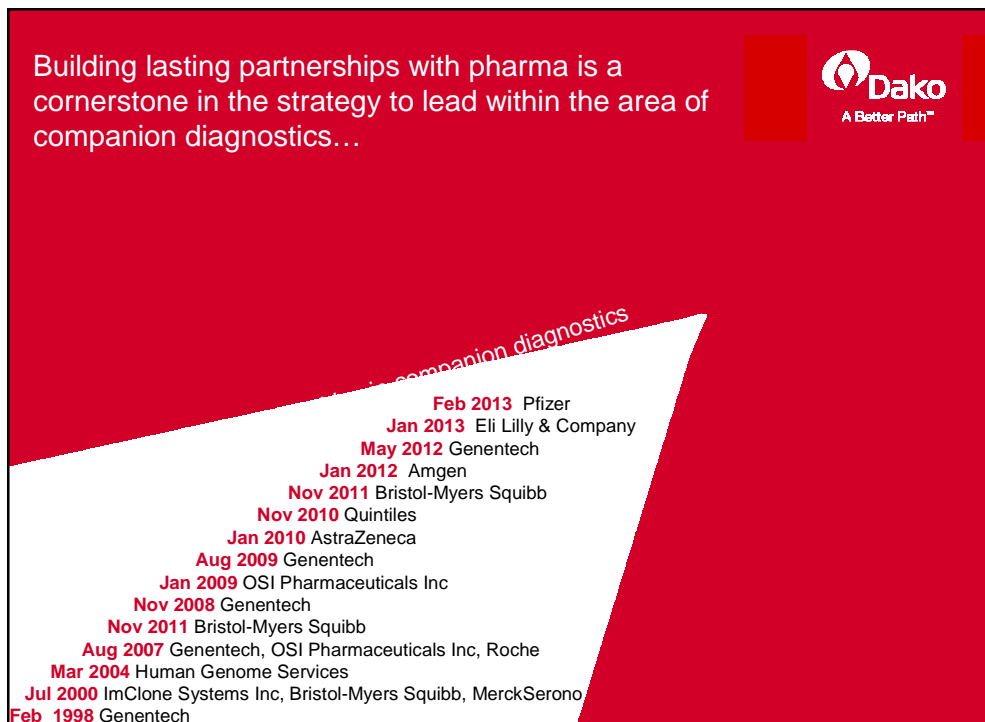 Building lasting partnerships with pharma is a
cornerstone in the strategy to lead within the area of
companion diagnostics…
Dako
A Better Path™
companion diagnostics
Feb 2013 Pfizer
Jan 2013 Eli Lilly & Company
May 2012 Genentech
Jan 2012 Amgen
Nov 2011 Bristol-Myers Squibb
Nov 2010 Quintiles
Jan 2010 AstraZeneca
Aug 2009 Genentech
Jan 2009 OSI Pharmaceuticals Inc
Nov 2008 Genentech
Nov 2011 Bristol-Myers Squibb
Aug 2007 Genentech, OSI Pharmaceuticals Inc, Roche
Mar 2004 Human Genome Services
Jul 2000 ImClone Systems Inc, Bristol-Myers Squibb, MerckSerono
Feb 1998 Genentech